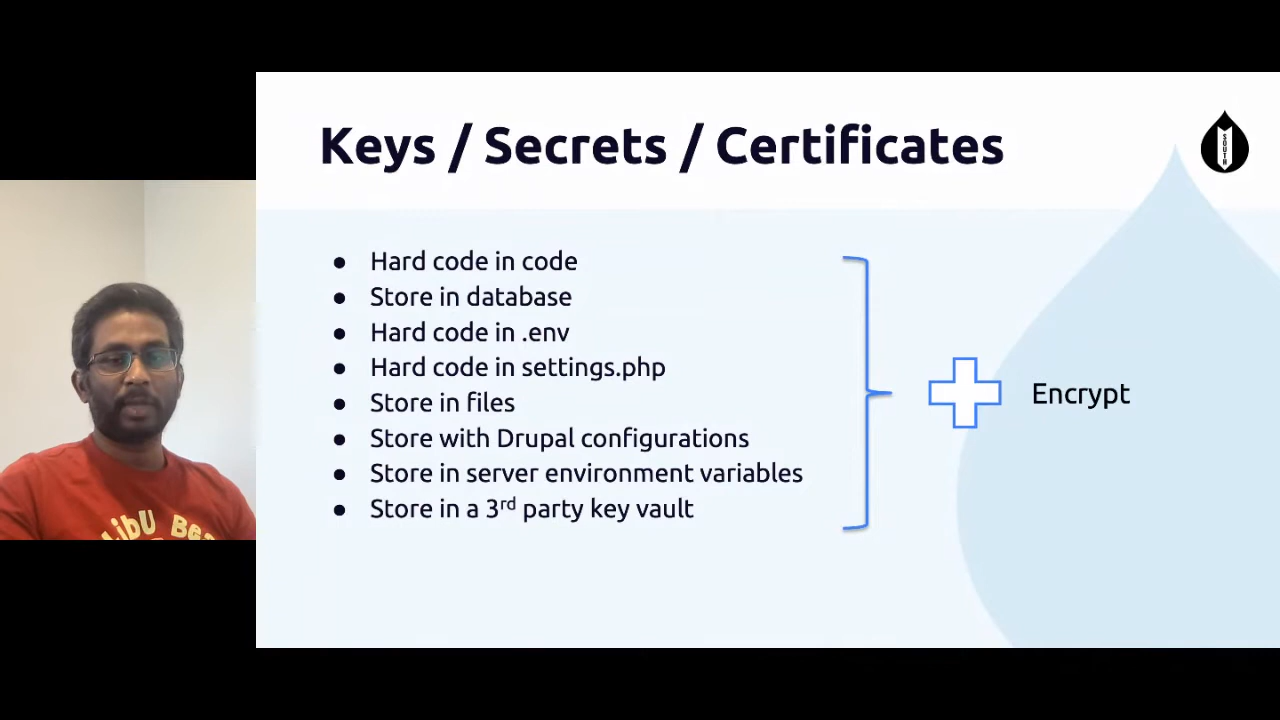 Keys / Secrets / Certificates
SOUTH
● Hard code in code
● Store in database
● Hard code in .env
● Hard code in settings.php
● Store in files
● Store with Drupal configurations
● Store in server environment variables
● Store in a 3rd party key vault
Encrypt